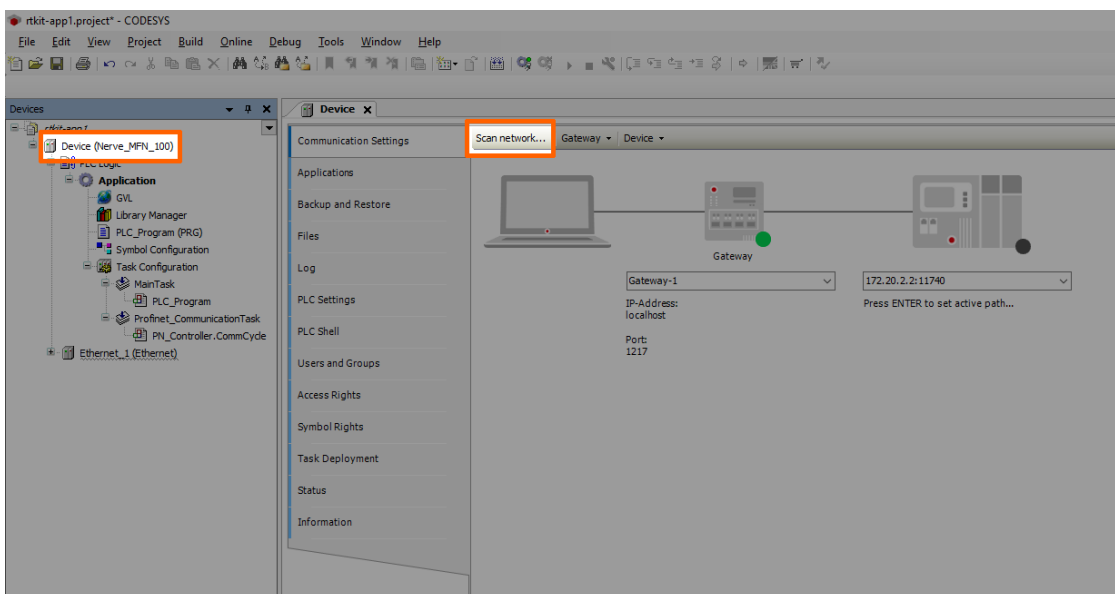 rtkit-app1.project* - CODESYS
File Edit View Project Build Online Debug Tools Window Help
Devices
rtkit-app1
Device (Nerve_MFN_100)
PLC Logic
Application
GVL
Library Manager
PLC_Program (PRG)
Symbol Configuration
Task Configuration
MainTask
PLC_Program
Profinet_CommunicationTask
PN_Controller.CommCycle
Ethernet_1 (Ethernet)
Device
Communication Settings
Applications
Backup and Restore
Files
Log
PLC Settings
PLC Shell
Users and Groups
Access Rights
Symbol Rights
Task Deployment
Status
Information
Scan network... Gateway Device
Gateway
Gateway-1
IP-Address:
localhost
Port:
1217
172.20.2.2:11740
Press ENTER to set active path...